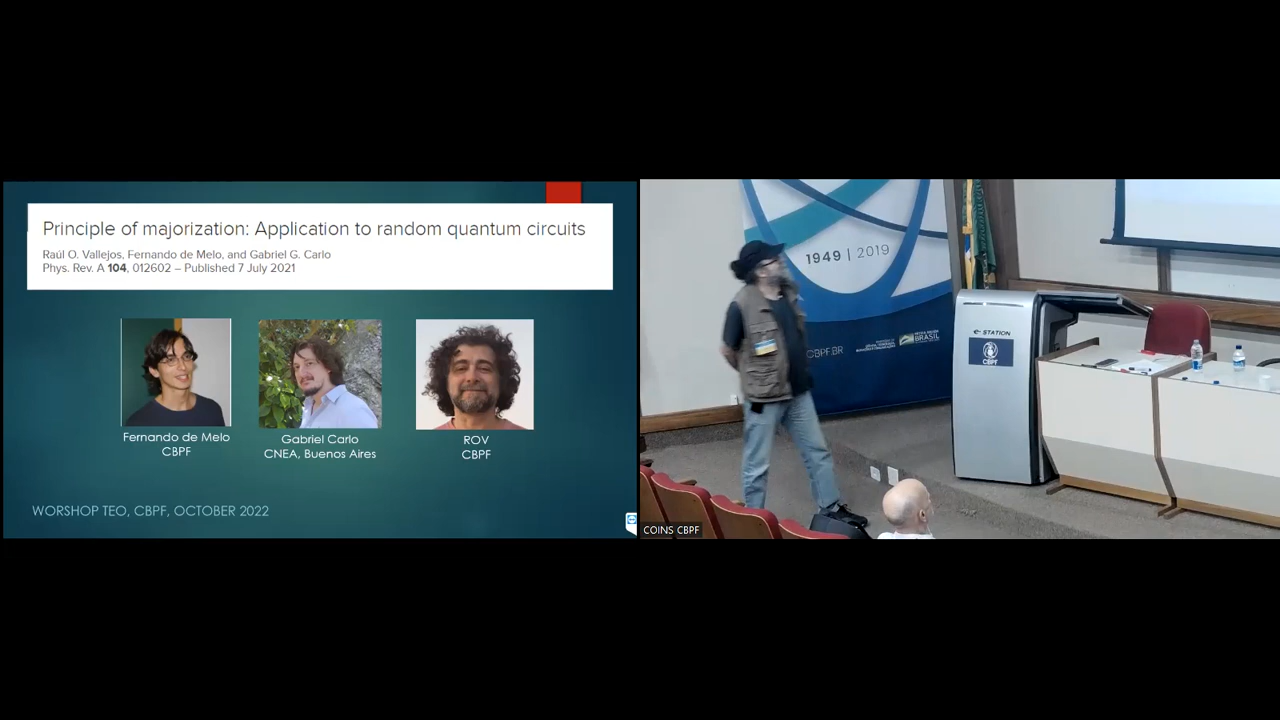 Principle of majorization: Application to random quantum circuits
Raúl O. Vallejos, Fernando de Melo, and Gabriel G. Carlo
Phys. Rev. A 104, 012602 – Published 7 July 2021
Fernando de Melo
CBPF
Gabriel Carlo
CNEA, Buenos Aires
ROV
CBPF
WORSHOP TEO, CBPF, OCTOBER 2022
1949 | 2019
CBPF.BR
BRASIL
e-STATION
CBPF
COINS CBPF